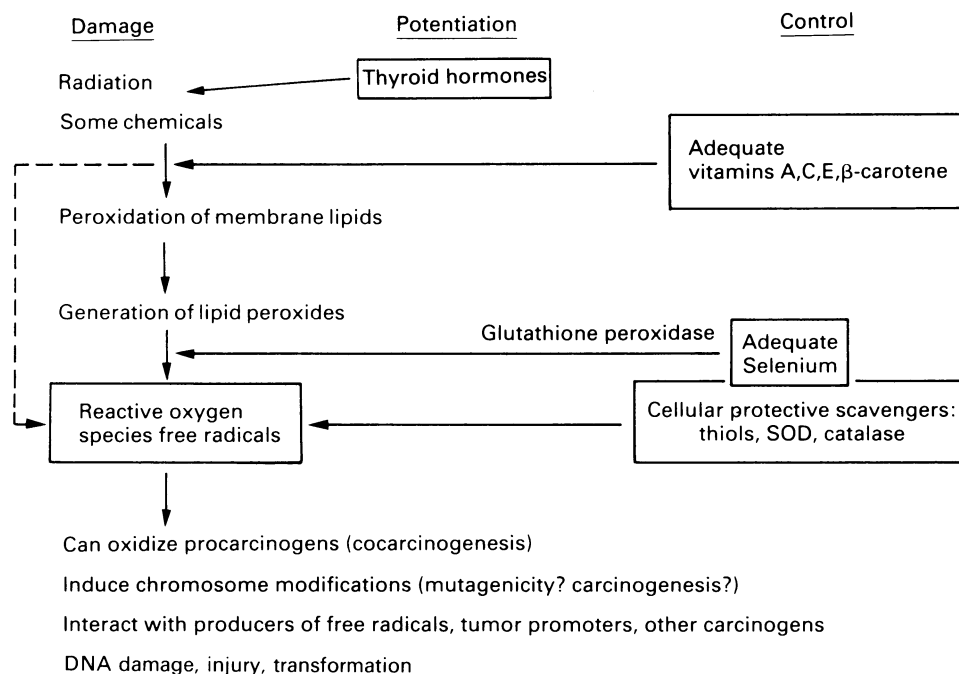 Damage
Potentiation
Control
Radiation
Thyroid hormones
Some chemicals
Adequate
vitamins A,C,E,β-carotene
Peroxidation of membrane lipids
Generation of lipid peroxides
Glutathione peroxidase
Adequate
Selenium
Reactive oxygen
species free radicals
Cellular protective scavengers:
thiols, SOD, catalase
Can oxidize procarcinogens (cocarcinogenesis)
Induce chromosome modifications (mutagenicity? carcinogenesis?)
Interact with producers of free radicals, tumor promoters, other carcinogens
DNA damage, injury, transformation